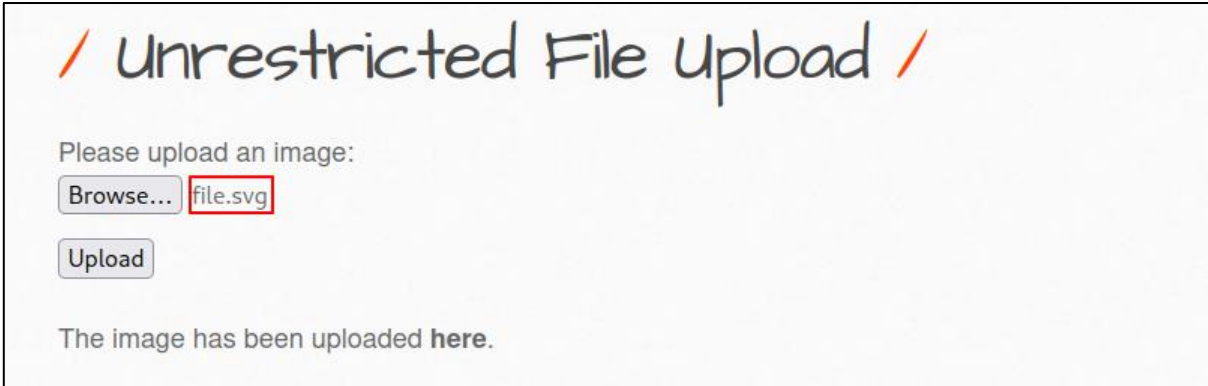 / Unrestricted File Upload /
Please upload an image:
Browse... file.svg
Upload
The image has been uploaded here.